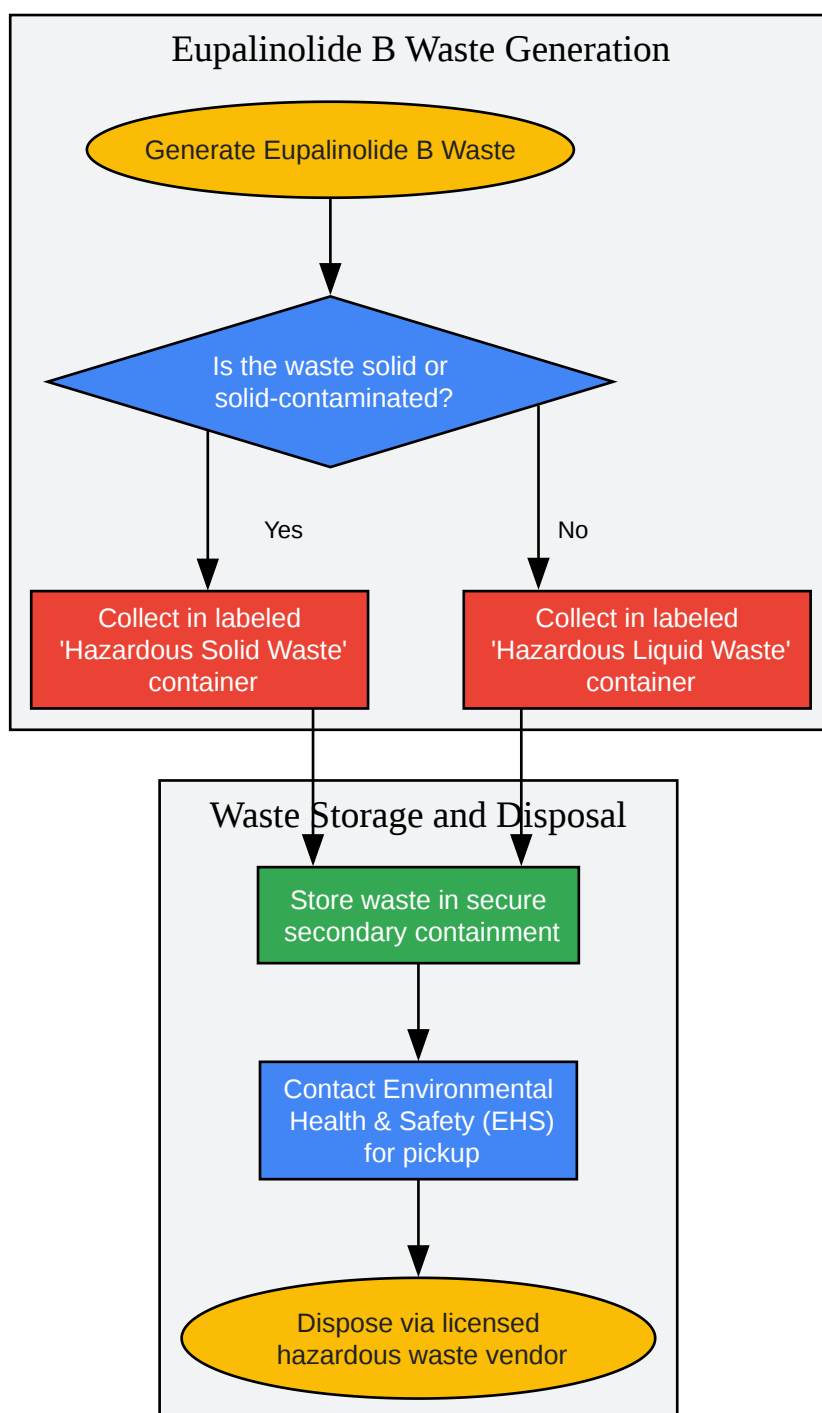 Eupalinolide B Waste Generation
Generate Eupalinolide B Waste
Is the waste solid or
solid-contaminated?
Yes
No
Collect in labeled
'Hazardous Solid Waste'
container
Collect in labeled
'Hazardous Liquid Waste'
container
Waste Storage and Disposal
Store waste in secure
secondary containment
Contact Environmental
Health & Safety (EHS)
for pickup
Dispose via licensed
hazardous waste vendor